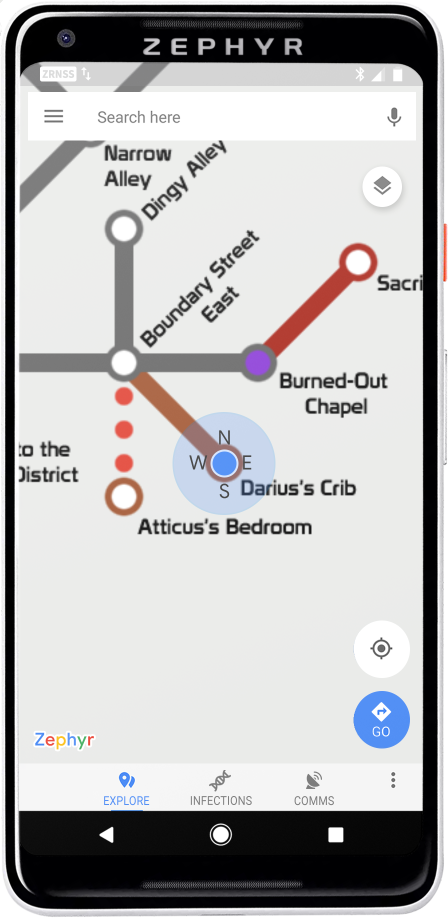 ZEPHYR
ZRNSS
Search here
Narrow
Alley
Dingy Alley
Boundary Street
East
Sacri
Burned-Out
Chapel
to the
District
N
W E
S
Darius's Crib
Atticus's Bedroom
GO
Zephyr
EXPLORE INFECTIONS COMMS